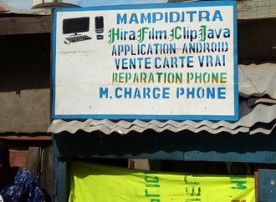 MAMPIDITRA
Hira Film Clip Java
APPLICATION ANDROID
VENTE CARTE VRAI
REPARATION PHONE
M. CHARGE PHONE